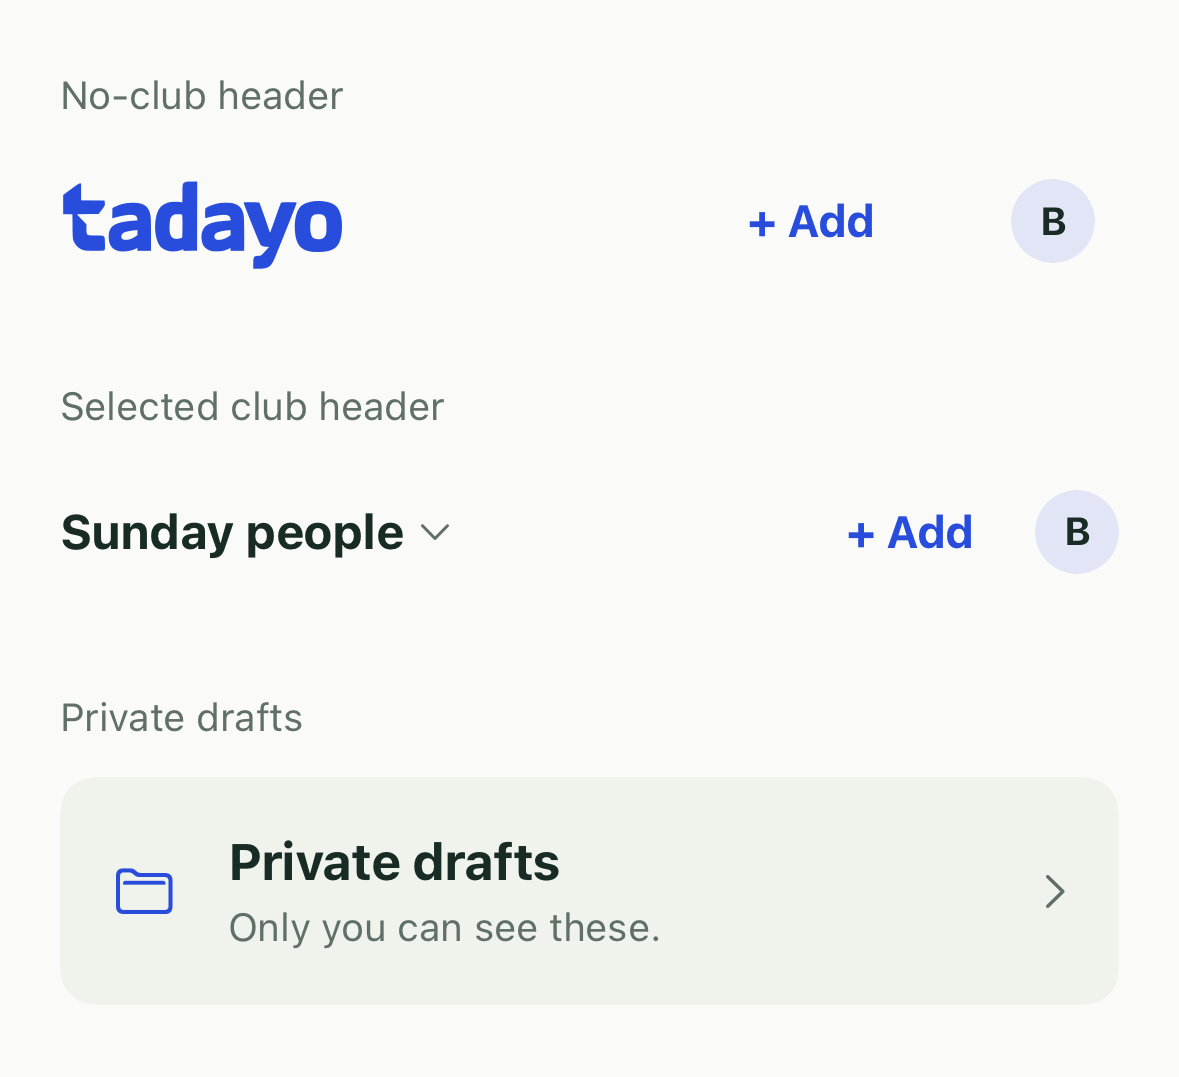 No-club header
tadayo
+ Add
B
Selected club header
Sunday people
+ Add
B
Private drafts
Private drafts
Only you can see these.